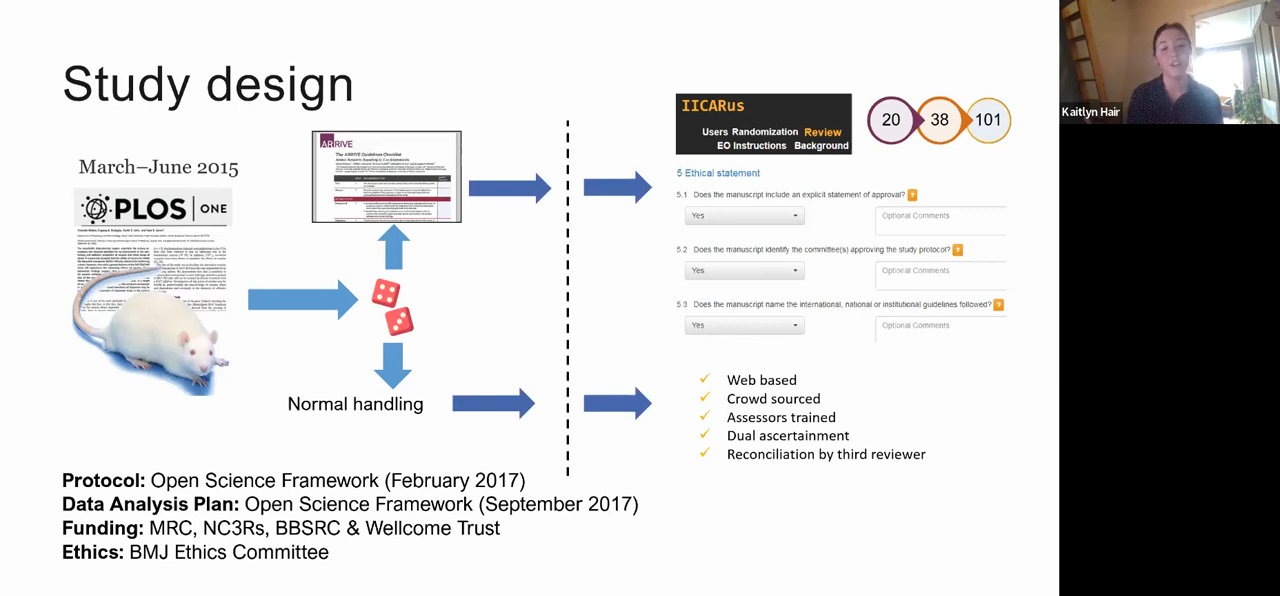 Study design
March–June 2015
PLOS | ONE
ARRIVE
The ARRIVE Guidelines Checklist
Normal handling
IICARus
Users Randomization Review
EO Instructions Background
20
38
101
5 Ethical statement
5.1 Does the manuscript include an explicit statement of approval? ?
Yes
Optional Comments
5.2 Does the manuscript identify the committee(s) approving the study protocol? ?
Yes
Optional Comments
5.3 Does the manuscript name the international, national or institutional guidelines followed? ?
Yes
Optional Comments
Web based
Crowd sourced
Assessors trained
Dual ascertainment
Reconciliation by third reviewer
Protocol: Open Science Framework (February 2017)
Data Analysis Plan: Open Science Framework (September 2017)
Funding: MRC, NC3Rs, BBSRC & Wellcome Trust
Ethics: BMJ Ethics Committee
Kaitlyn Hair